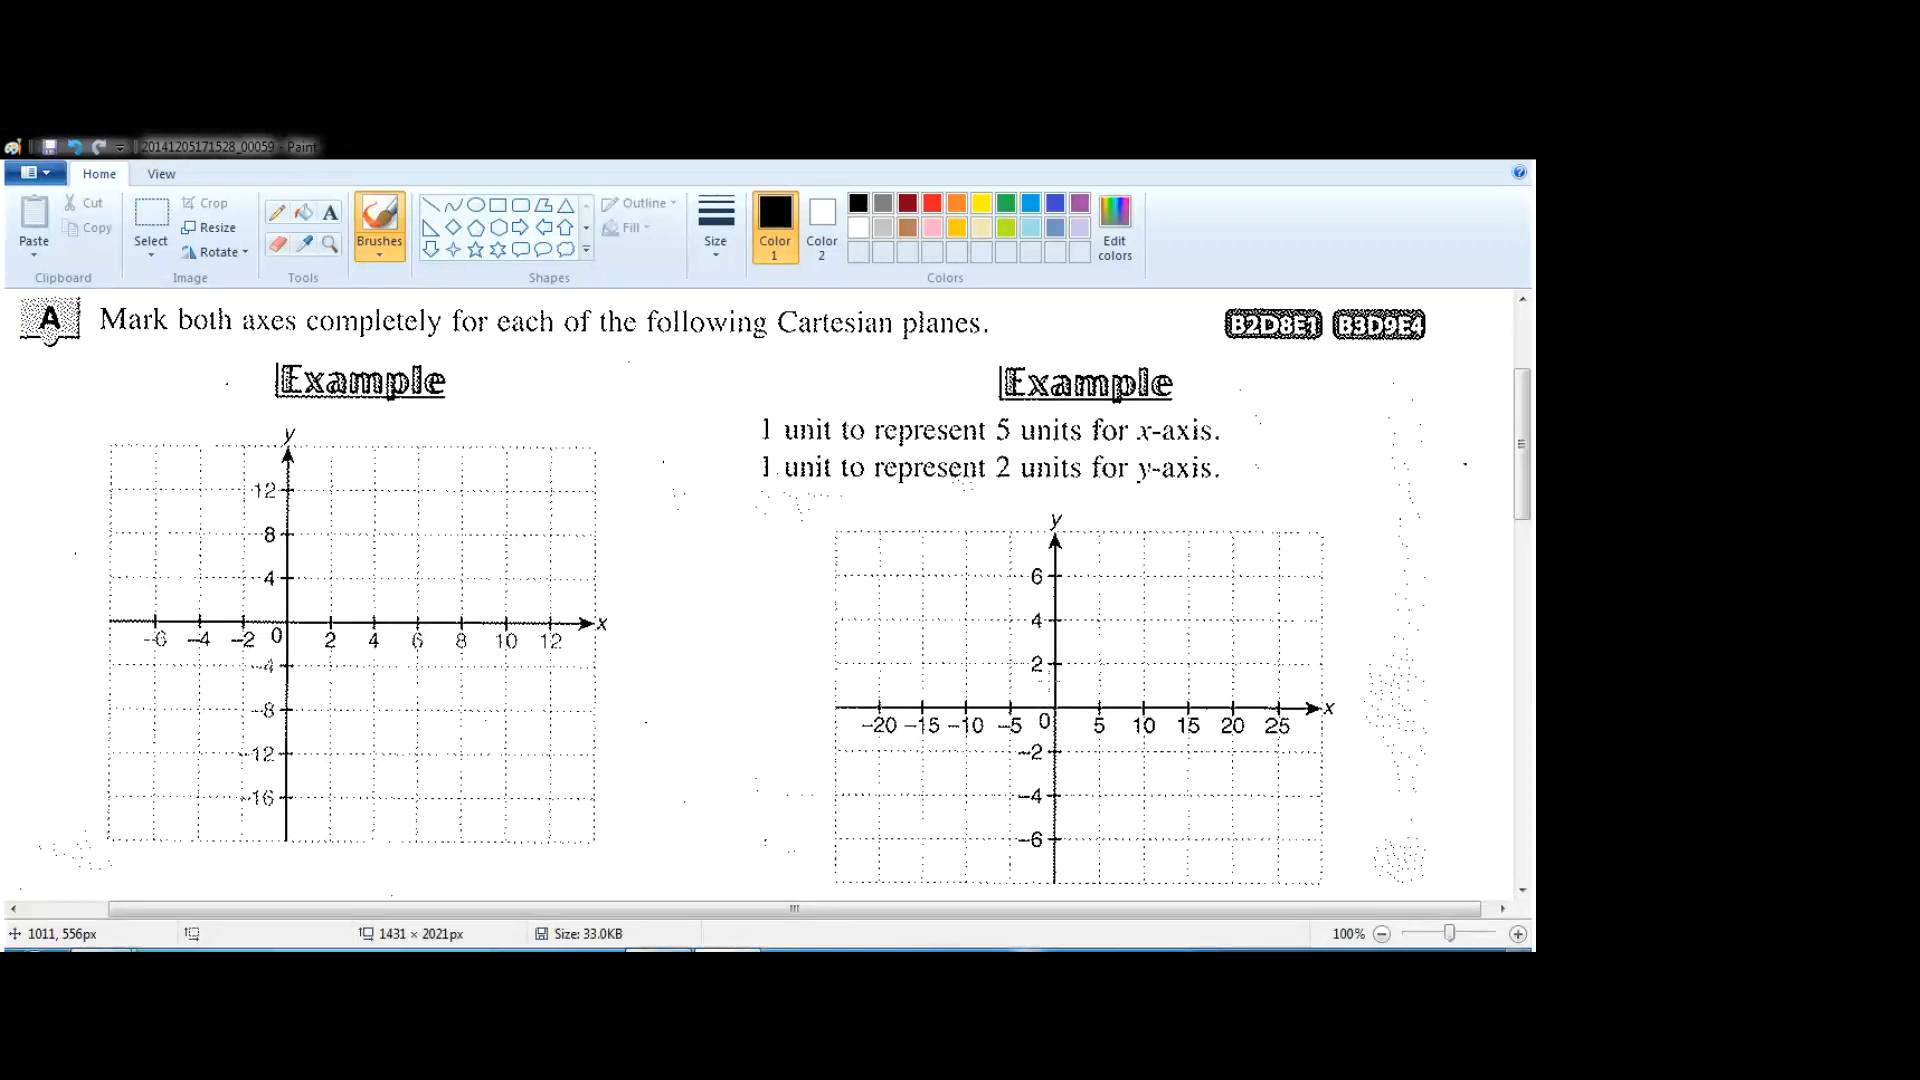 20141205171528_00059 - Paint
Home View
Paste
Cut
Copy
Clipboard
Select
Crop
Resize
Rotate
Image
A
Tools
Brushes
Outline
Fill
Shapes
Size
Color 1
Color 2
Edit colors
Colors
A Mark both axes completely for each of the following Cartesian planes. B2D8E1 B3D9E4
Example
y
12
8
4
-6 -4 -2 0 2 4 6 8 10 12 x
-4
-8
-12
-16
Example
1 unit to represent 5 units for x-axis.
1 unit to represent 2 units for y-axis.
y
6
4
2
-20 -15 -10 -5 0 5 10 15 20 25 x
-2
-4
-6
1011, 556px 1431 × 2021px Size: 33.0KB 100%